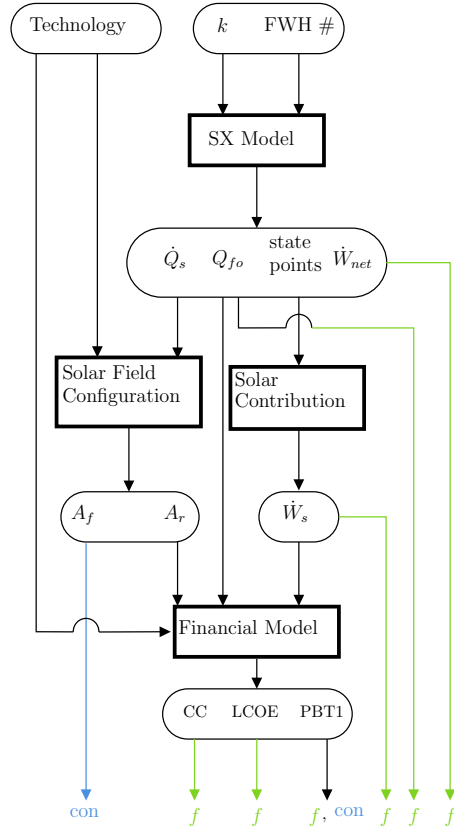 Technology
k FWH #
SX Model
Q̇s Qfo state points Ẇnet
Solar Field
Configuration
Solar
Contribution
Af Ar
Ẇs
Financial Model
CC LCOE PBT1
con f f f, con f f f